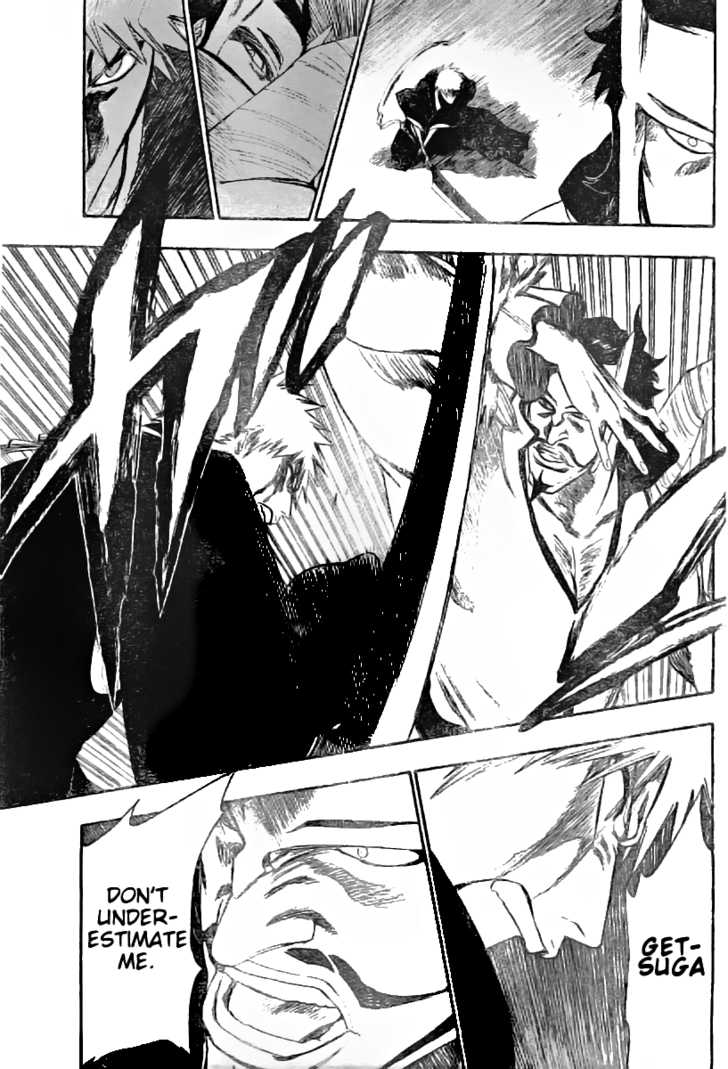 GET-
SUGA
DON'T
UNDER-
ESTIMATE
ME.